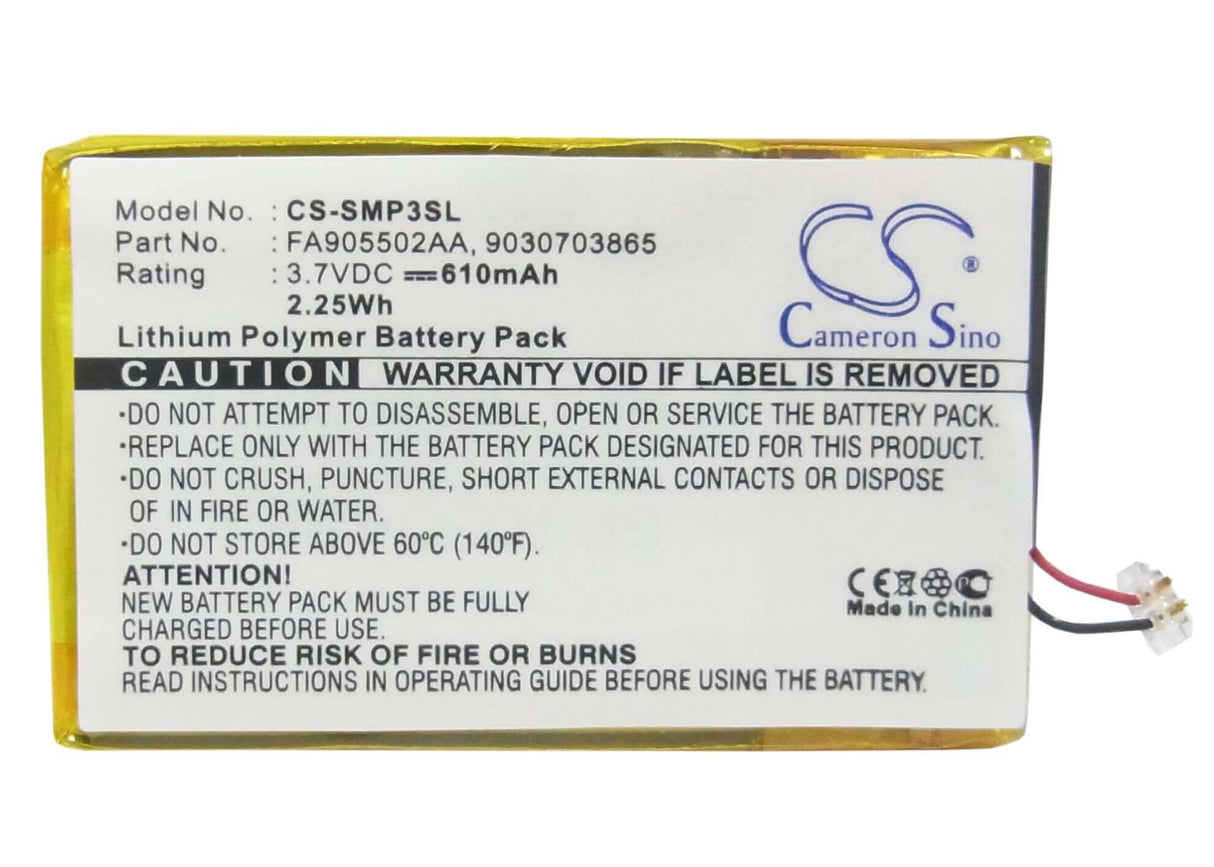 Model No. : CS-SMP3SL
Part No. : FA905502AA, 9030703865
Rating : 3.7VDC ⎓610mAh
2.25Wh
Lithium Polymer Battery Pack
CS ®
Cameron Sino
CAUTION WARRANTY VOID IF LABEL IS REMOVED
·DO NOT ATTEMPT TO DISASSEMBLE, OPEN OR SERVICE THE BATTERY PACK.
·REPLACE ONLY WITH THE BATTERY PACK DESIGNATED FOR THIS PRODUCT.
·DO NOT CRUSH, PUNCTURE, SHORT EXTERNAL CONTACTS OR DISPOSE
OF IN FIRE OR WATER.
·DO NOT STORE ABOVE 60°C (140°F).
ATTENTION!
NEW BATTERY PACK MUST BE FULLY
CHARGED BEFORE USE.
TO REDUCE RISK OF FIRE OR BURNS
READ INSTRUCTIONS IN OPERATING GUIDE BEFORE USING THE BATTERY.
CE
Made in China